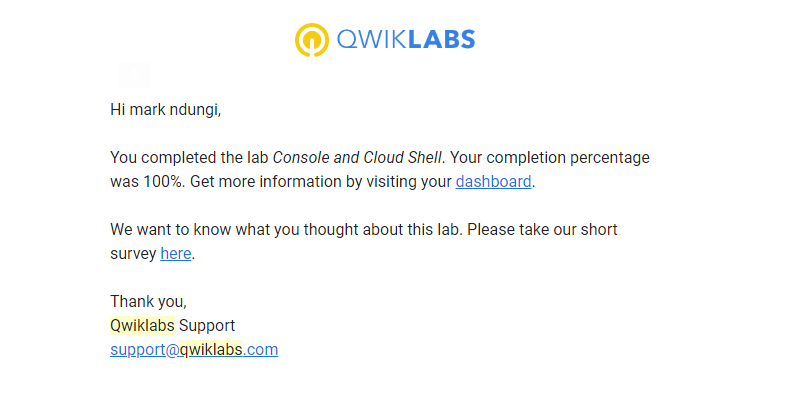 QWIKLABS
Hi mark ndungi,
You completed the lab Console and Cloud Shell. Your completion percentage
was 100%. Get more information by visiting your dashboard.
We want to know what you thought about this lab. Please take our short
survey here.
Thank you,
Qwiklabs Support
support@qwiklabs.com